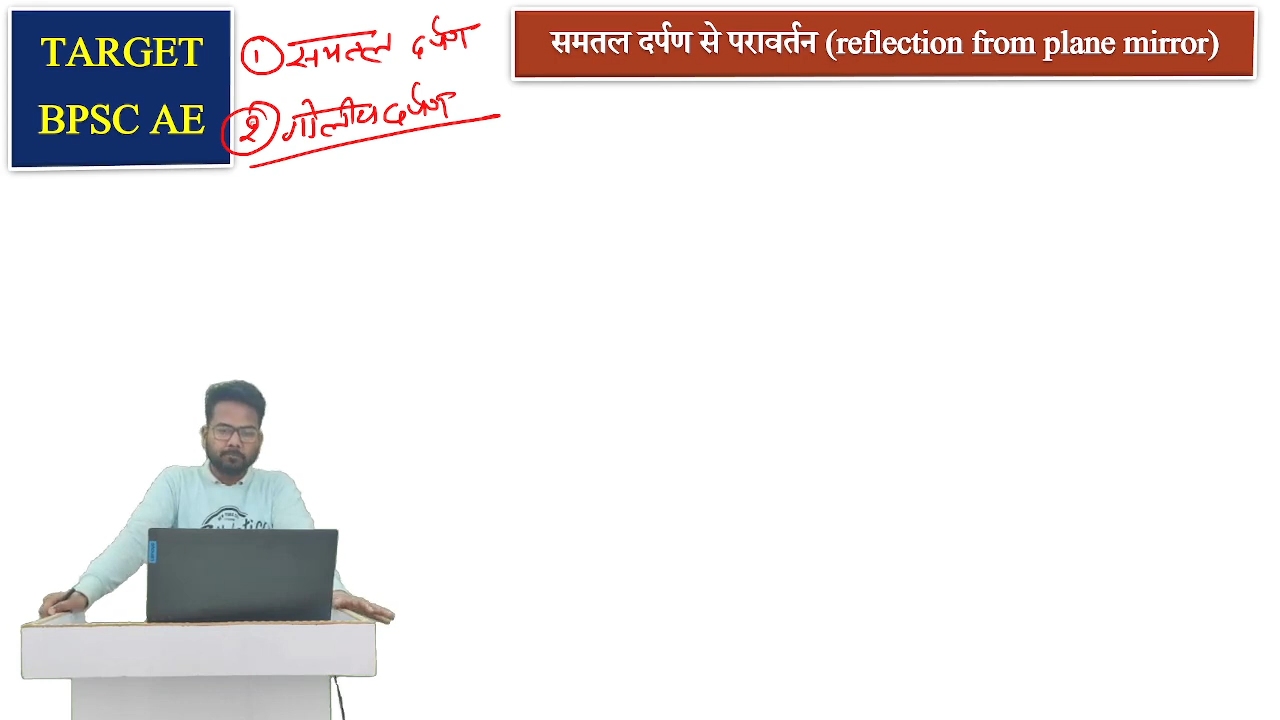 TARGET
BPSC AE
① समतल दर्पण
② गोलीय दर्पण
समतल दर्पण से परावर्तन (reflection from plane mirror)